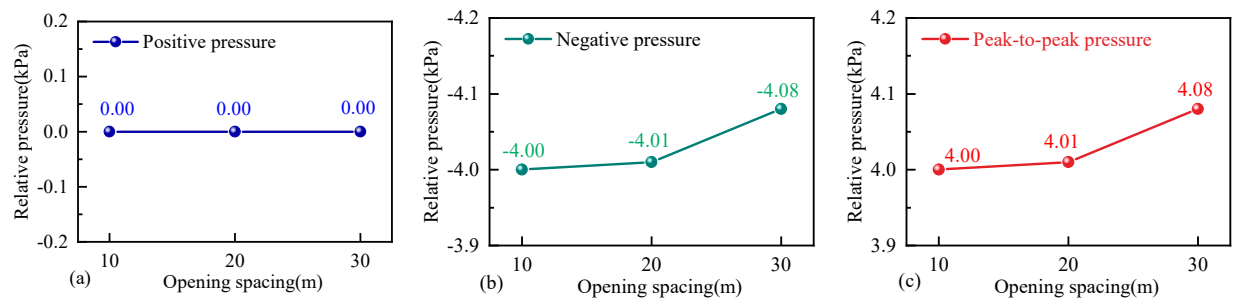 Relative pressure(kPa)
0.2
0.1
0.0
-0.1
-0.2
Positive pressure
0.00
0.00
0.00
10
20
30
(a)
Opening spacing(m)
Relative pressure(kPa)
-4.2
-4.1
-4.0
-3.9
Negative pressure
-4.00
-4.01
-4.08
10
20
30
(b)
Opening spacing(m)
Relative pressure(kPa)
4.2
4.1
4.0
3.9
Peak-to-peak pressure
4.00
4.01
4.08
10
20
30
(c)
Opening spacing(m)